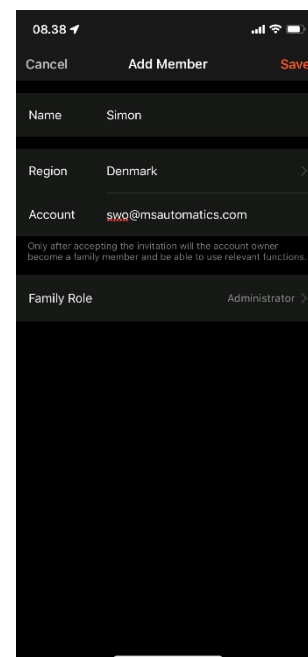 08.38
Cancel Add Member Save
Name Simon
Region Denmark
Account swo@msautomatics.com
Only after accepting the invitation will the account owner
become a family member and be able to use relevant functions.
Family Role Administrator